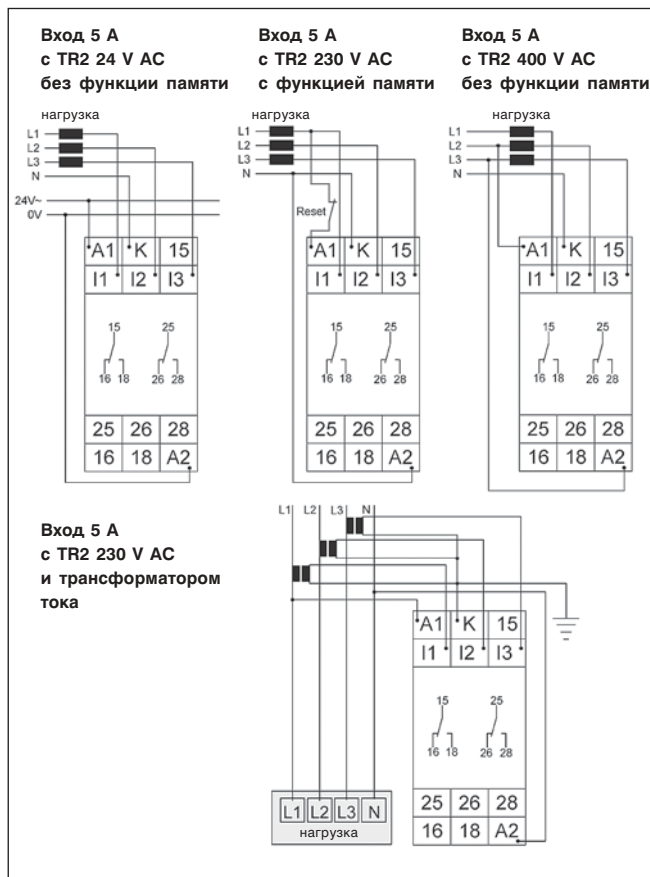 Вход 5 А
с TR2 24 V AC
без функции памяти
нагрузка
L1
L2
L3
N
24V~
0V
A1 K 15
I1 I2 I3
15 25
16 18 26 28
25 26 28
16 18 A2
Вход 5 А
с TR2 230 V AC
с функцией памяти
нагрузка
L1
L2
L3
N
Reset
A1 K 15
I1 I2 I3
15 25
16 18 26 28
25 26 28
16 18 A2
Вход 5 А
с TR2 400 V AC
без функции памяти
нагрузка
L1
L2
L3
N
A1 K 15
I1 I2 I3
15 25
16 18 26 28
25 26 28
16 18 A2
Вход 5 А
с TR2 230 V AC
и трансформатором
тока
L1 L2 L3 N
A1 K 15
I1 I2 I3
15 25
16 18 26 28
25 26 28
16 18 A2
L1 L2 L3 N
нагрузка